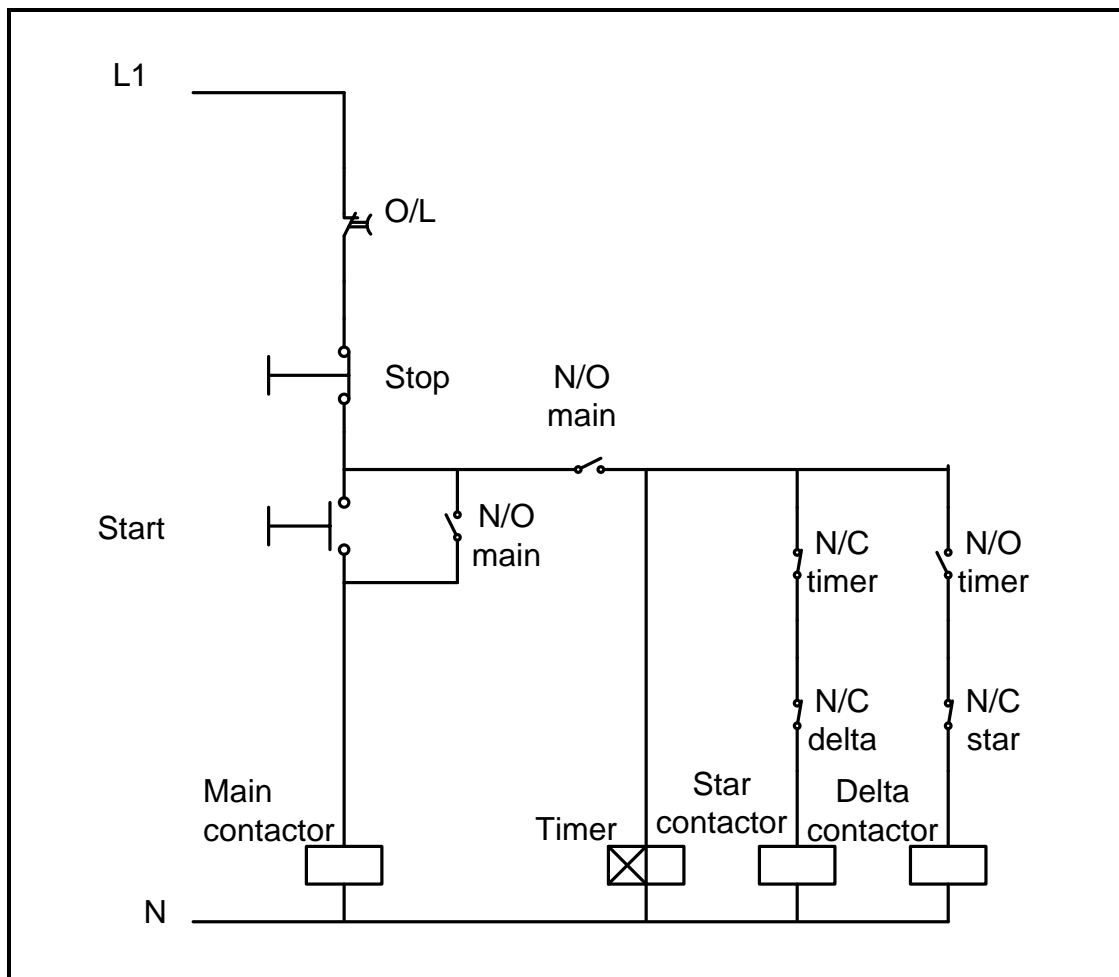 L1
O/L
Stop
N/O
main
Start
N/O
main
N/C
timer
N/O
timer
N/C
delta
N/C
star
Main
contactor
Timer
Star
contactor
Delta
contactor
N